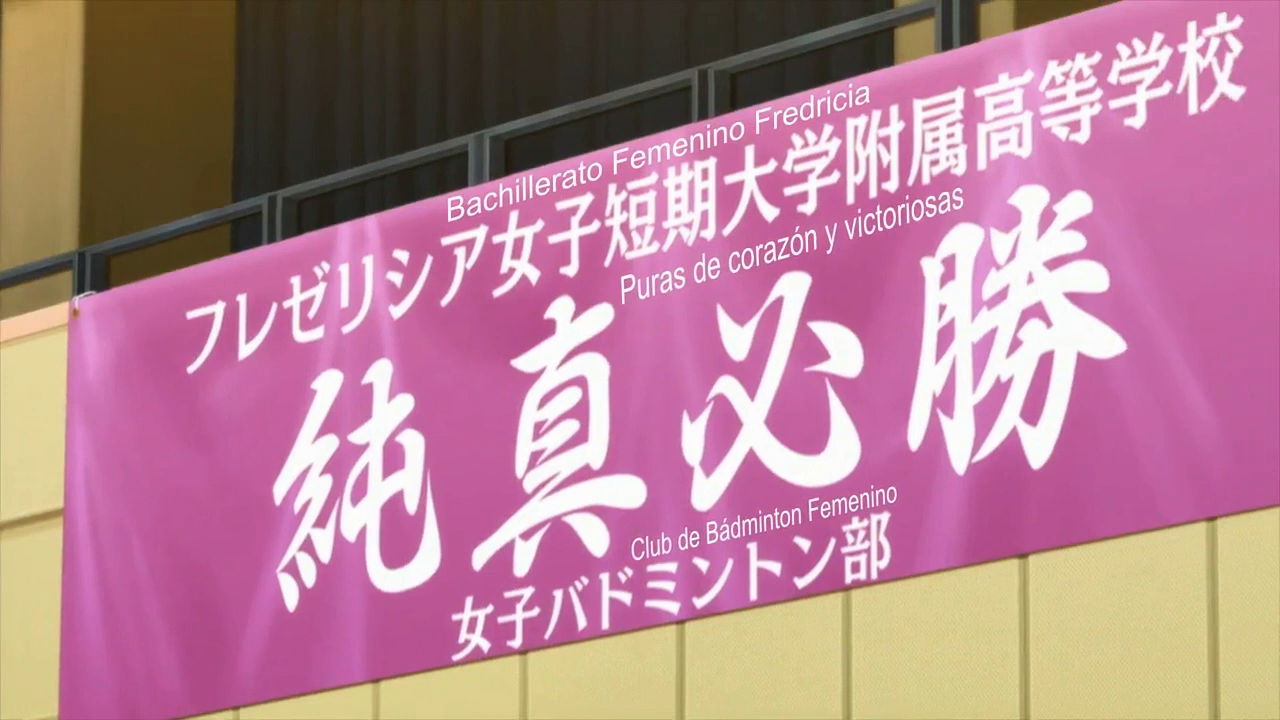 Bachillerato Femenino Fredricia
フレゼリシア女子短期大学附属高等学校
Puras de corazón y victoriosas
純真必勝
Club de Bádminton Femenino
女子バドミントン部